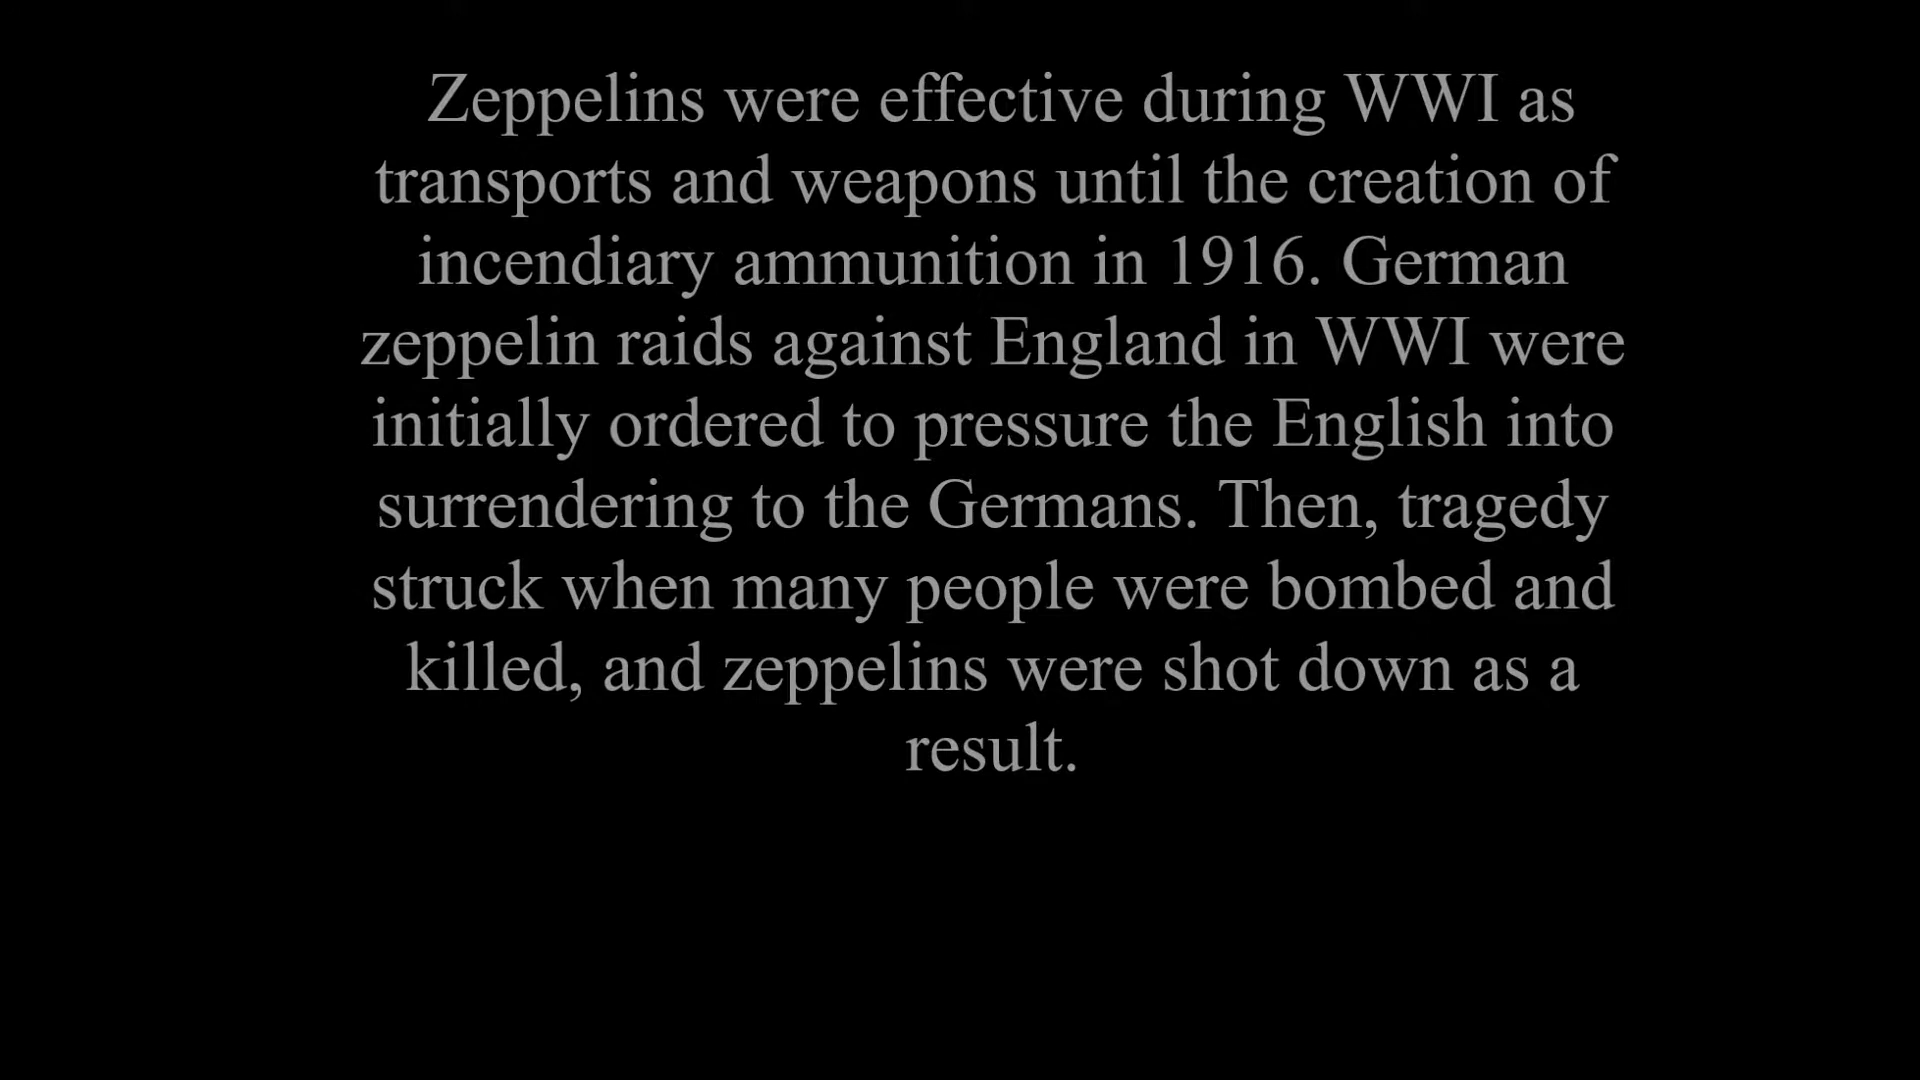 Zeppelins were effective during WWI as
transports and weapons until the creation of
incendiary ammunition in 1916. German
zeppelin raids against England in WWI were
initially ordered to pressure the English into
surrendering to the Germans. Then, tragedy
struck when many people were bombed and
killed, and zeppelins were shot down as a
result.